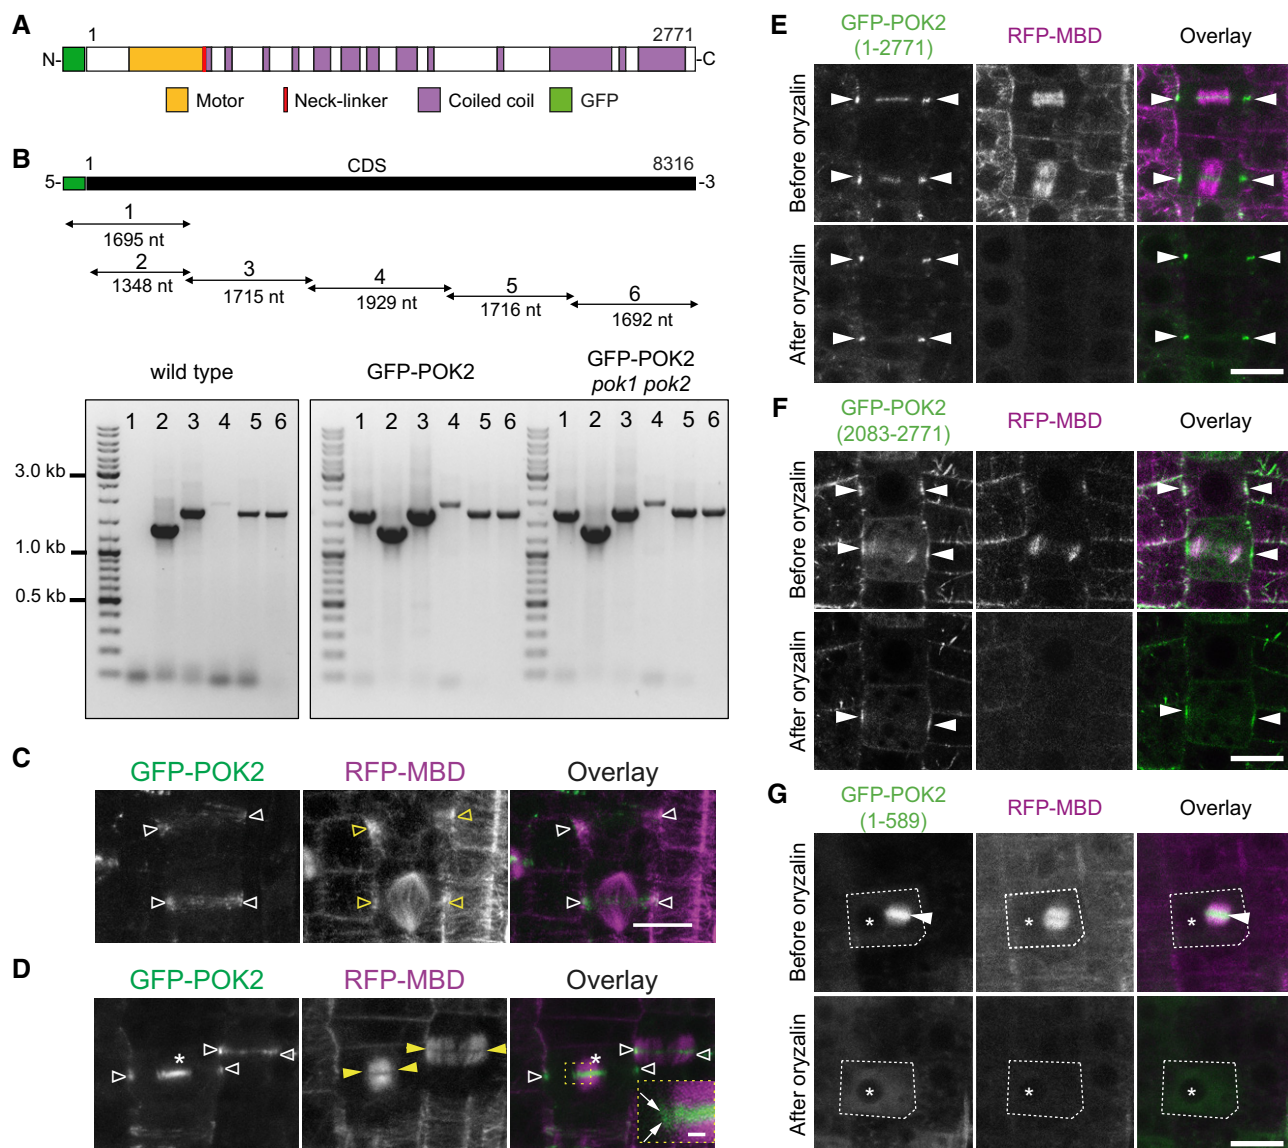 A
1
2771
N-
-C
Motor
Neck-linker
Coiled coil
GFP
B
1
CDS
8316
5-
-3
1
1695 nt
2
1348 nt
3
1715 nt
4
1929 nt
5
1716 nt
6
1692 nt
wild type
GFP-POK2
GFP-POK2
pok1 pok2
1 2 3 4 5 6
1 2 3 4 5 6
1 2 3 4 5 6
3.0 kb
1.0 kb
0.5 kb
C
GFP-POK2
RFP-MBD
Overlay
D
GFP-POK2
RFP-MBD
Overlay
*
*
E
GFP-POK2
(1-2771)
RFP-MBD
Overlay
Before oryzalin
After oryzalin
F
GFP-POK2
(2083-2771)
RFP-MBD
Overlay
Before oryzalin
After oryzalin
G
GFP-POK2
(1-589)
RFP-MBD
Overlay
Before oryzalin
* * *
After oryzalin
* * *